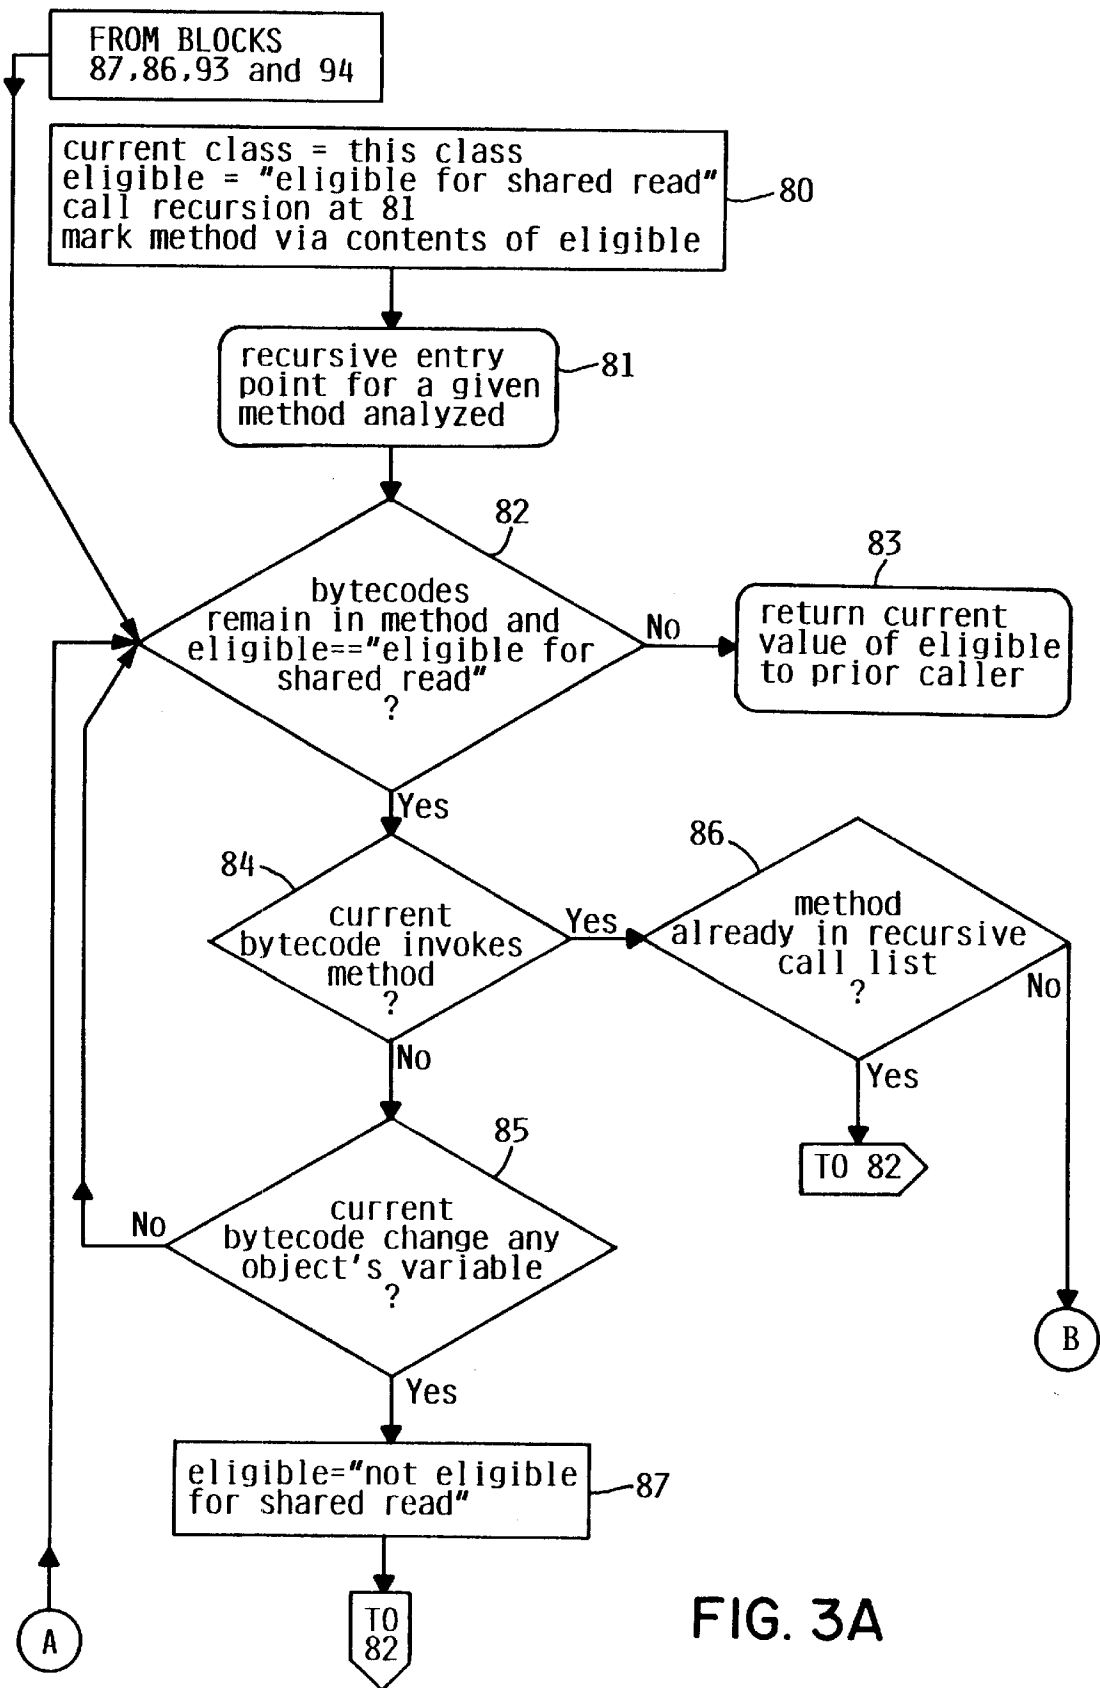 FROM BLOCKS
87,86,93 and 94
current class = this class
eligible = "eligible for shared read"
call recursion at 81
mark method via contents of eligible
80
recursive entry
point for a given
method analyzed
81
82
bytecodes
remain in method and
eligible=="eligible for
shared read"
?
No
83
return current
value of eligible
to prior caller
Yes
84
current
bytecode invokes
method
?
Yes
86
method
already in recursive
call list
?
No
No
Yes
TO 82
85
current
bytecode change any
object's variable
?
No
B
Yes
eligible="not eligible
for shared read"
87
TO
82
A
FIG. 3A